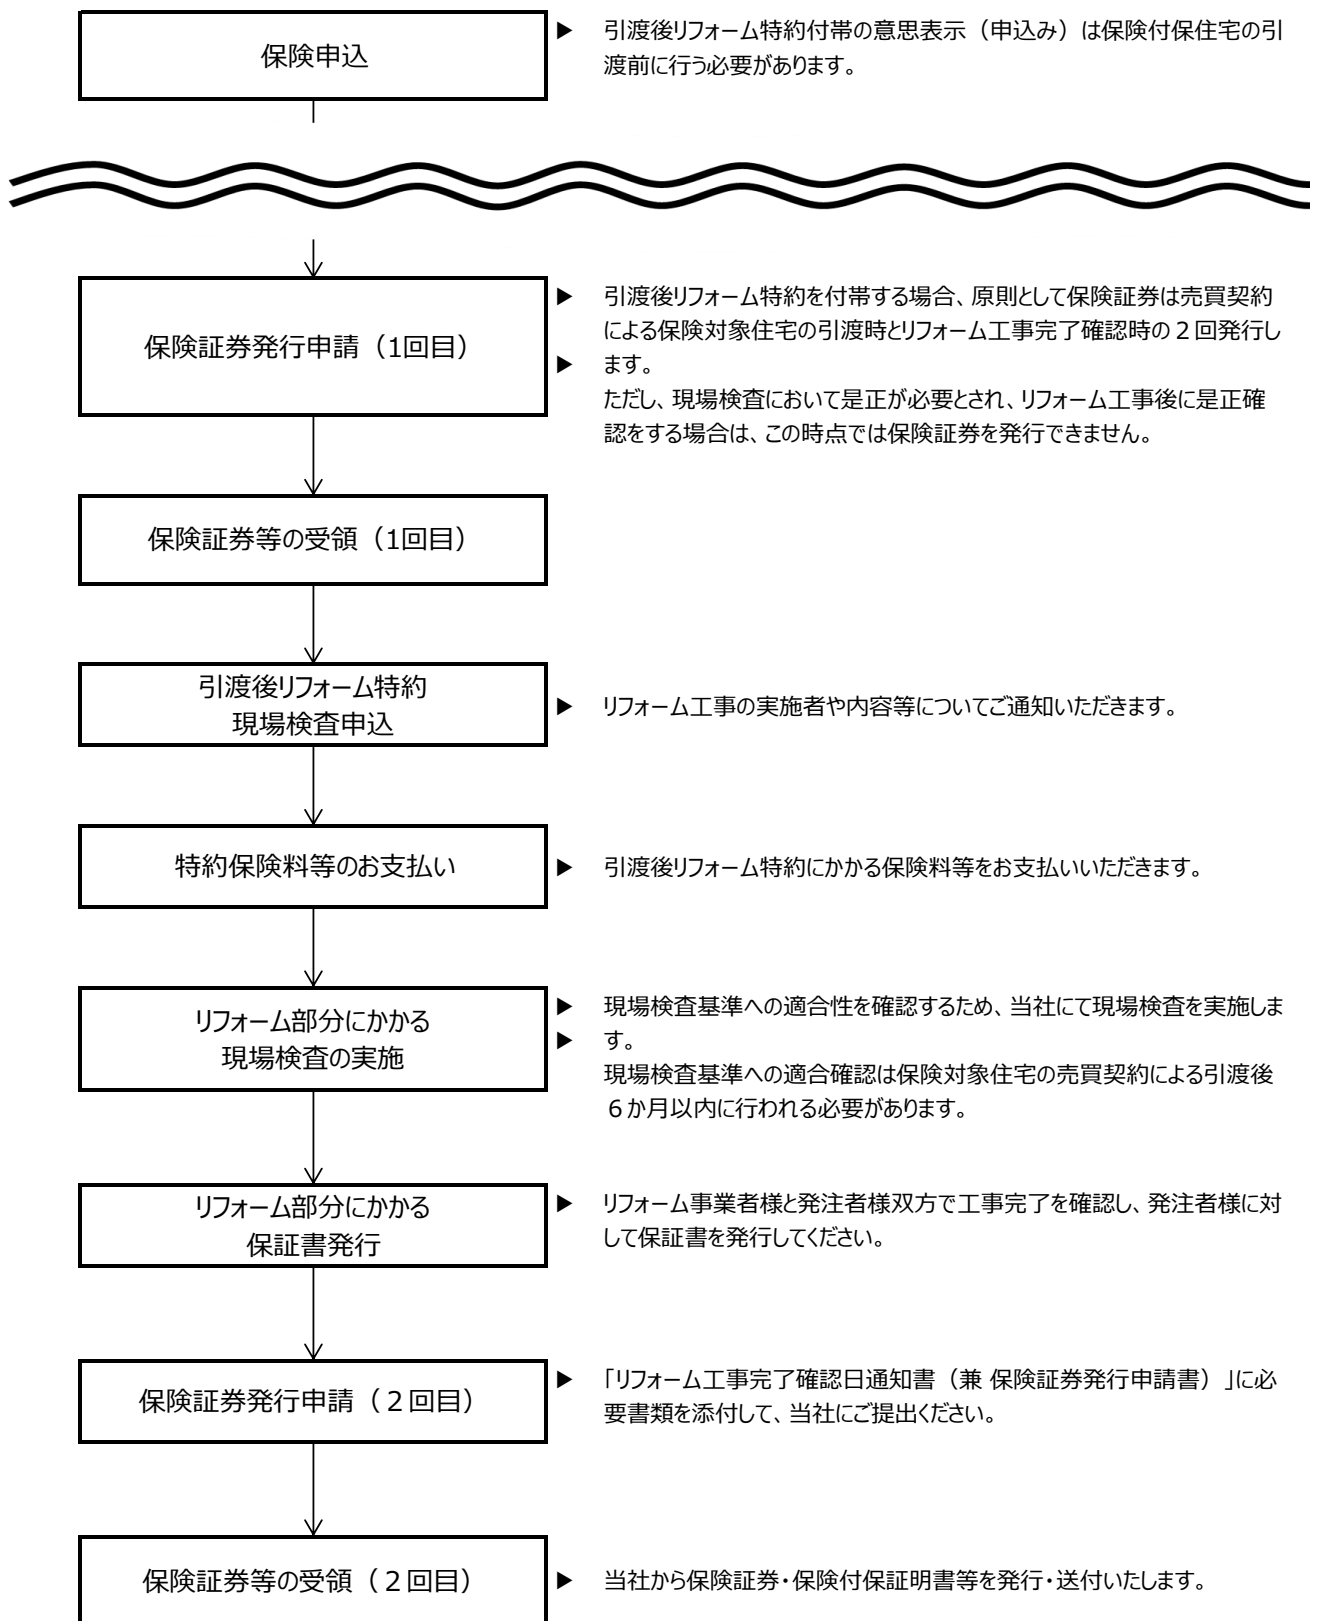 保険申込
▶ 引渡後リフォーム特約付帯の意思表示（申込み）は保険付保住宅の引
渡前に行う必要があります。
保険証券発行申請（1回目）
▶ 引渡後リフォーム特約を付帯する場合、原則として保険証券は売買契約
による保険対象住宅の引渡時とリフォーム工事完了確認時の２回発行し
▶ ます。
ただし、現場検査において是正が必要とされ、リフォーム工事後に是正確
認をする場合は、この時点では保険証券を発行できません。
保険証券等の受領（1回目）
引渡後リフォーム特約
現場検査申込
▶ リフォーム工事の実施者や内容等についてご通知いただきます。
特約保険料等のお支払い
▶ 引渡後リフォーム特約にかかる保険料等をお支払いいただきます。
リフォーム部分にかかる
現場検査の実施
▶ 現場検査基準への適合性を確認するため、当社にて現場検査を実施しま
▶ す。
現場検査基準への適合確認は保険対象住宅の売買契約による引渡後
６か月以内に行われる必要があります。
リフォーム部分にかかる
保証書発行
▶ リフォーム事業者様と発注者様双方で工事完了を確認し、発注者様に対
して保証書を発行してください。
保険証券発行申請（２回目）
▶ 「リフォーム工事完了確認日通知書（兼 保険証券発行申請書）」に必
要書類を添付して、当社にご提出ください。
保険証券等の受領（２回目）
▶ 当社から保険証券・保険付保証明書等を発行・送付いたします。